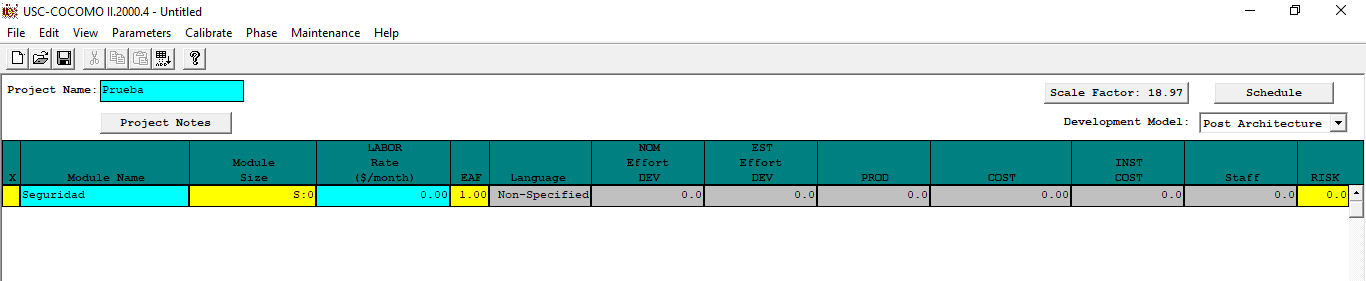 USC-COCOMO II.2000.4 - Untitled
File Edit View Parameters Calibrate Phase Maintenance Help
Project Name: Prueba
Scale Factor: 18.97 Schedule
Project Notes
Development Model: Post Architecture
X Module Name Module Size LABOR Rate ($/month) EAF Language NOM Effort DEV EST Effort DEV PROD COST INST COST Staff RISK
Seguridad S:0 0.00 1.00 Non-Specified 0.0 0.0 0.0 0.00 0.0 0.0 0.0